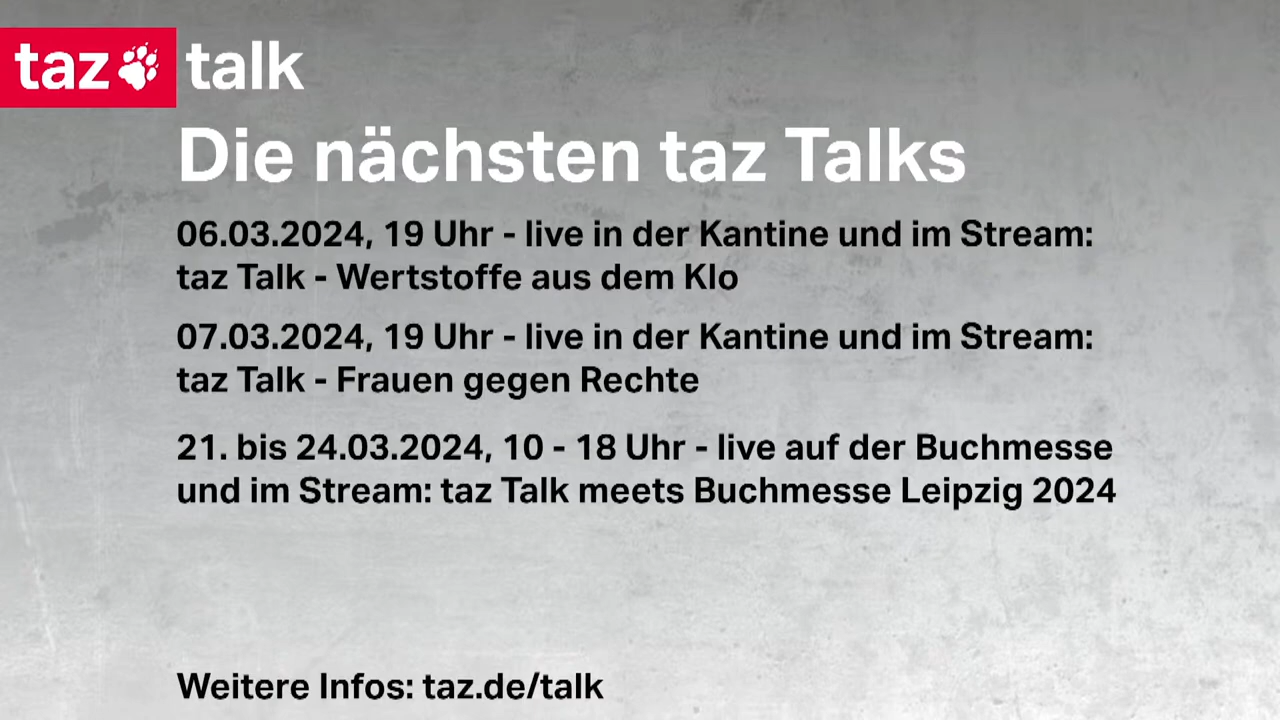 taz talk
Die nächsten taz Talks
06.03.2024, 19 Uhr - live in der Kantine und im Stream:
taz Talk - Wertstoffe aus dem Klo
07.03.2024, 19 Uhr - live in der Kantine und im Stream:
taz Talk - Frauen gegen Rechte
21. bis 24.03.2024, 10 - 18 Uhr - live auf der Buchmesse
und im Stream: taz Talk meets Buchmesse Leipzig 2024
Weitere Infos: taz.de/talk